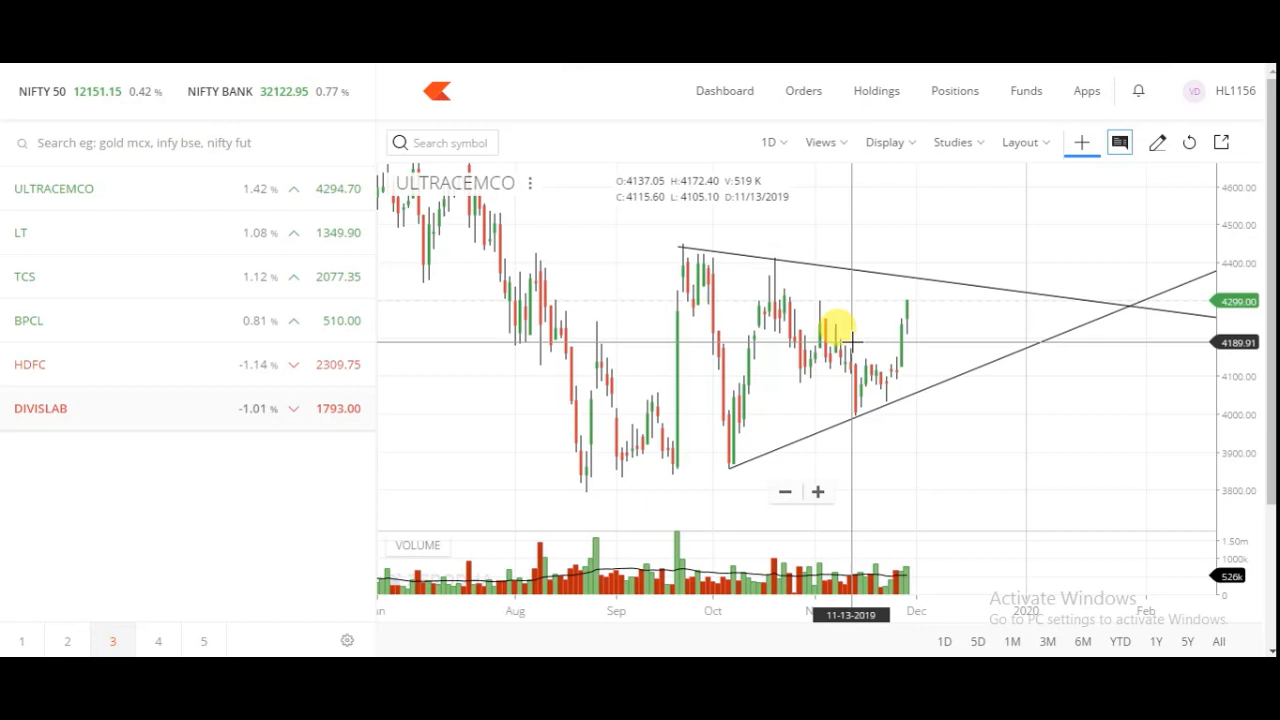 NIFTY 50 12151.15 0.42 % NIFTY BANK 32122.95 0.77 %
Dashboard Orders Holdings Positions Funds Apps VD HL1156
Search eg: gold mcx, infy bse, nifty fut
Search symbol 1D Views Display Studies Layout
ULTRACEMCO 1.42 % 4294.70
LT 1.08 % 1349.90
TCS 1.12 % 2077.35
BPCL 0.81 % 510.00
HDFC -1.14 % 2309.75
DIVISLAB -1.01 % 1793.00
ULTRACEMCO
O:4137.05 H:4172.40 V:519 K
C:4115.60 L: 4105.10 D:11/13/2019
4600.00
4500.00
4400.00
4299.00
4189.91
4100.00
4000.00
3900.00
3800.00
VOLUME
1.50m
1000k
526k
0
Aug Sep Oct Dec 2020 Feb
11-13-2019
Activate Windows
Go to PC settings to activate Windows.
1 2 3 4 5
1D 5D 1M 3M 6M YTD 1Y 5Y All